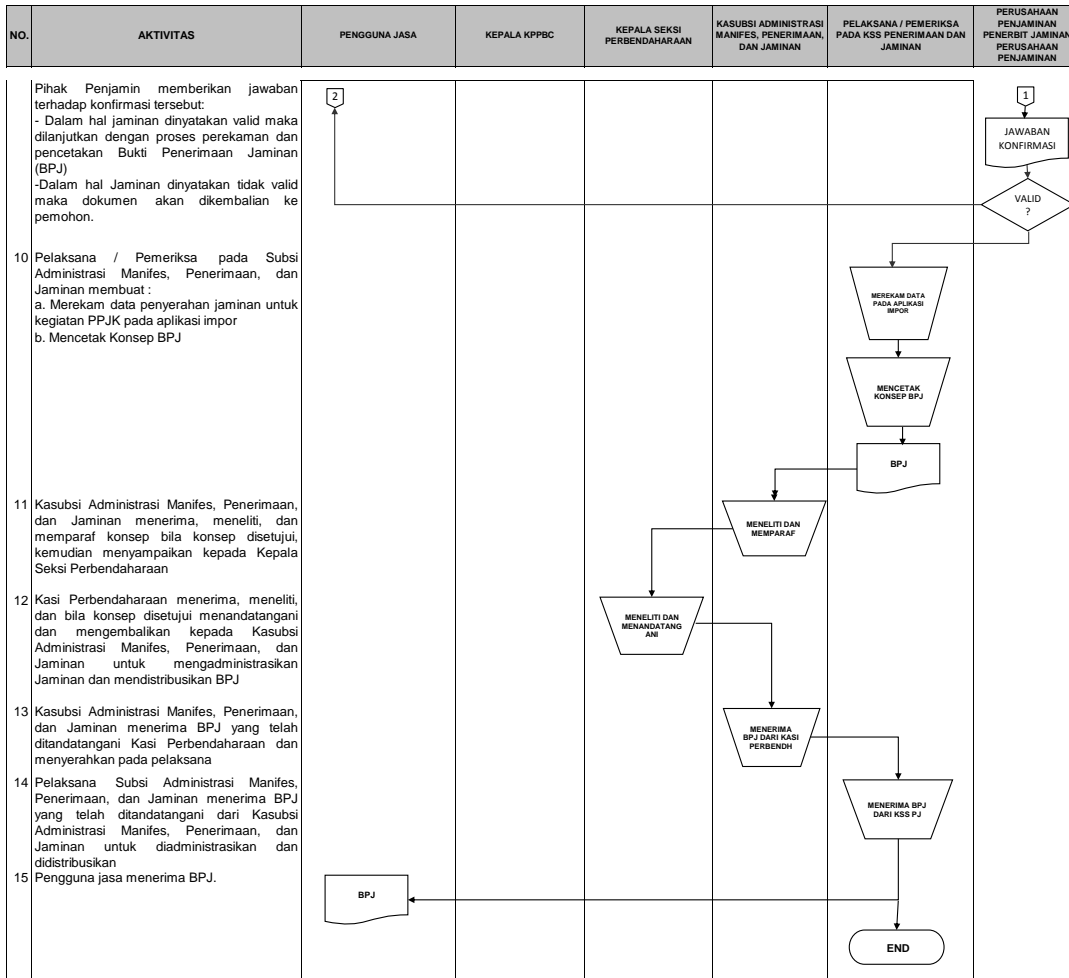 NO.
AKTIVITAS
PENGGUNA JASA
KEPALA KPPBC
KEPALA SEKSI
PERBENDAHARAAN
KASUBSI ADMINISTRASI
MANIFES, PENERIMAAN,
DAN JAMINAN
PELAKSANA / PEMERIKSA
PADA KSS PENERIMAAN DAN
JAMINAN
PERUSAHAAN
PENJAMINAN
PENERBIT JAMINAN
PERUSAHAAN
PENJAMINAN
Pihak Penjamin memberikan jawaban
terhadap konfirmasi tersebut:
- Dalam hal jaminan dinyatakan valid maka
dilanjutkan dengan proses perekaman dan
pencetakan Bukti Penerimaan Jaminan
(BPJ)
-Dalam hal Jaminan dinyatakan tidak valid
maka dokumen akan dikembalian ke
pemohon.
2
1
JAWABAN
KONFIRMASI
VALID
?
10 Pelaksana / Pemeriksa pada Subsi
Administrasi Manifes, Penerimaan, dan
Jaminan membuat :
a. Merekam data penyerahan jaminan untuk
kegiatan PPJK pada aplikasi impor
b. Mencetak Konsep BPJ
MEREKAM DATA
PADA APLIKASI
IMPOR
MENCETAK
KONSEP BPJ
BPJ
11 Kasubsi Administrasi Manifes, Penerimaan,
dan Jaminan menerima, meneliti, dan
memparaf konsep bila konsep disetujui,
kemudian menyampaikan kepada Kepala
Seksi Perbendaharaan
MENELITI DAN
MEMPARAF
12 Kasi Perbendaharaan menerima, meneliti,
dan bila konsep disetujui menandatangani
dan mengembalikan kepada Kasubsi
Administrasi Manifes, Penerimaan, dan
Jaminan untuk mengadministrasikan
Jaminan dan mendistribusikan BPJ
MENELITI DAN
MENANDATANG
ANI
13 Kasubsi Administrasi Manifes, Penerimaan,
dan Jaminan menerima BPJ yang telah
ditandatangani Kasi Perbendaharaan dan
menyerahkan pada pelaksana
MENERIMA
BPJ DARI KASI
PERBENDH
14 Pelaksana Subsi Administrasi Manifes,
Penerimaan, dan Jaminan menerima BPJ
yang telah ditandatangani dari Kasubsi
Administrasi Manifes, Penerimaan, dan
Jaminan untuk diadministrasikan dan
didistribusikan
MENERIMA BPJ
DARI KSS PJ
15 Pengguna jasa menerima BPJ.
BPJ
END